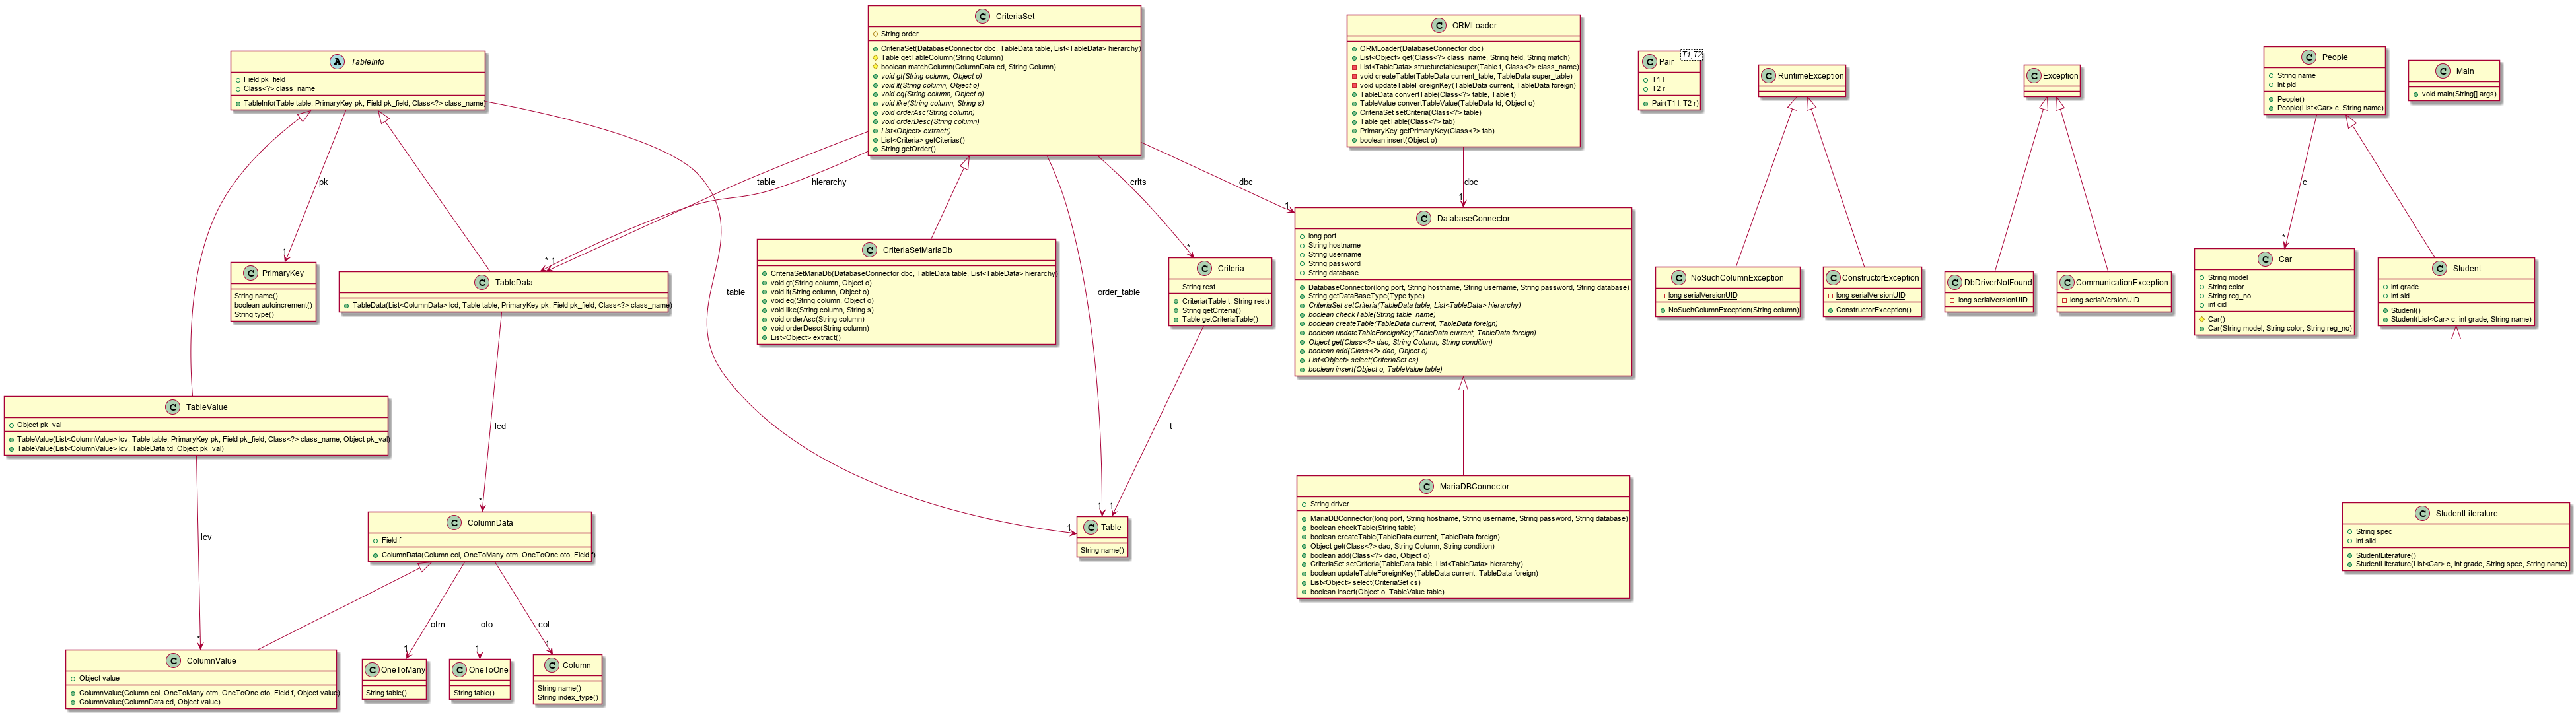 TableInfo
Field pk_field
Class<?> class_name
TableInfo(Table table, PrimaryKey pk, Field pk_field, Class<?> class_name)
CriteriaSet
String order
CriteriaSet(DatabaseConnector dbc, TableData table, List<TableData> hierarchy)
Table getTableColumn(String Column)
boolean matchColumn(ColumnData cd, String Column)
void gt(String column, Object o)
void lt(String column, Object o)
void eq(String column, Object o)
void like(String column, String s)
void orderAsc(String column)
void orderDesc(String column)
List<Object> extract()
List<Criteria> getCiterias()
String getOrder()
ORMLoader
ORMLoader(DatabaseConnector dbc)
List<Object> get(Class<?> class_name, String field, String match)
List<TableData> structuretablesuper(Table t, Class<?> class_name)
void createTable(TableData current_table, TableData super_table)
void updateTableForeignKey(TableData current, TableData foreign)
TableData convertTable(Class<?> table, Table t)
TableValue convertTableValue(TableData td, Object o)
CriteriaSet setCriteria(Class<?> table)
Table getTable(Class<?> tab)
PrimaryKey getPrimaryKey(Class<?> tab)
boolean insert(Object o)
Pair
T1,T2
T1 l
T2 r
Pair(T1 l, T2 r)
RuntimeException
Exception
People
String name
int pid
People()
People(List<Car> c, String name)
Main
void main(String[] args)
pk
table
hierarchy
crits
dbc
dbc
c
1
* 1
*
1
1
*
PrimaryKey
String name()
boolean autoincrement()
String type()
TableData
TableData(List<ColumnData> lcd, Table table, PrimaryKey pk, Field pk_field, Class<?> class_name)
table
CriteriaSetMariaDb
CriteriaSetMariaDb(DatabaseConnector dbc, TableData table, List<TableData> hierarchy)
void gt(String column, Object o)
void lt(String column, Object o)
void eq(String column, Object o)
void like(String column, String s)
void orderAsc(String column)
void orderDesc(String column)
List<Object> extract()
order_table
Criteria
String rest
Criteria(Table t, String rest)
String getCriteria()
Table getCriteriaTable()
DatabaseConnector
long port
String hostname
String username
String password
String database
DatabaseConnector(long port, String hostname, String username, String password, String database)
String getDataBaseType(Type type)
CriteriaSet setCriteria(TableData table, List<TableData> hierarchy)
boolean checkTable(String table_name)
boolean createTable(TableData current, TableData foreign)
boolean updateTableForeignKey(TableData current, TableData foreign)
Object get(Class<?> dao, String Column, String condition)
boolean add(Class<?> dao, Object o)
List<Object> select(CriteriaSet cs)
boolean insert(Object o, TableValue table)
NoSuchColumnException
long serialVersionUID
NoSuchColumnException(String column)
ConstructorException
long serialVersionUID
ConstructorException()
DbDriverNotFound
long serialVersionUID
CommunicationException
long serialVersionUID
Car
String model
String color
String reg_no
int cid
Car()
Car(String model, String color, String reg_no)
Student
int grade
int sid
Student()
Student(List<Car> c, int grade, String name)
TableValue
Object pk_val
TableValue(List<ColumnValue> lcv, Table table, PrimaryKey pk, Field pk_field, Class<?> class_name, Object pk_val)
TableValue(List<ColumnValue> lcv, TableData td, Object pk_val)
lcd
t
*
1
1
1
lcv
ColumnData
Field f
ColumnData(Column col, OneToMany otm, OneToOne oto, Field f)
Table
String name()
MariaDBConnector
String driver
MariaDBConnector(long port, String hostname, String username, String password, String database)
boolean checkTable(String table)
boolean createTable(TableData current, TableData foreign)
Object get(Class<?> dao, String Column, String condition)
boolean add(Class<?> dao, Object o)
CriteriaSet setCriteria(TableData table, List<TableData> hierarchy)
boolean updateTableForeignKey(TableData current, TableData foreign)
List<Object> select(CriteriaSet cs)
boolean insert(Object o, TableValue table)
StudentLiterature
String spec
int slid
StudentLiterature()
StudentLiterature(List<Car> c, int grade, String spec, String name)
otm
oto
col
*
1
1
1
ColumnValue
Object value
ColumnValue(Column col, OneToMany otm, OneToOne oto, Field f, Object value)
ColumnValue(ColumnData cd, Object value)
OneToMany
String table()
OneToOne
String table()
Column
String name()
String index_type()